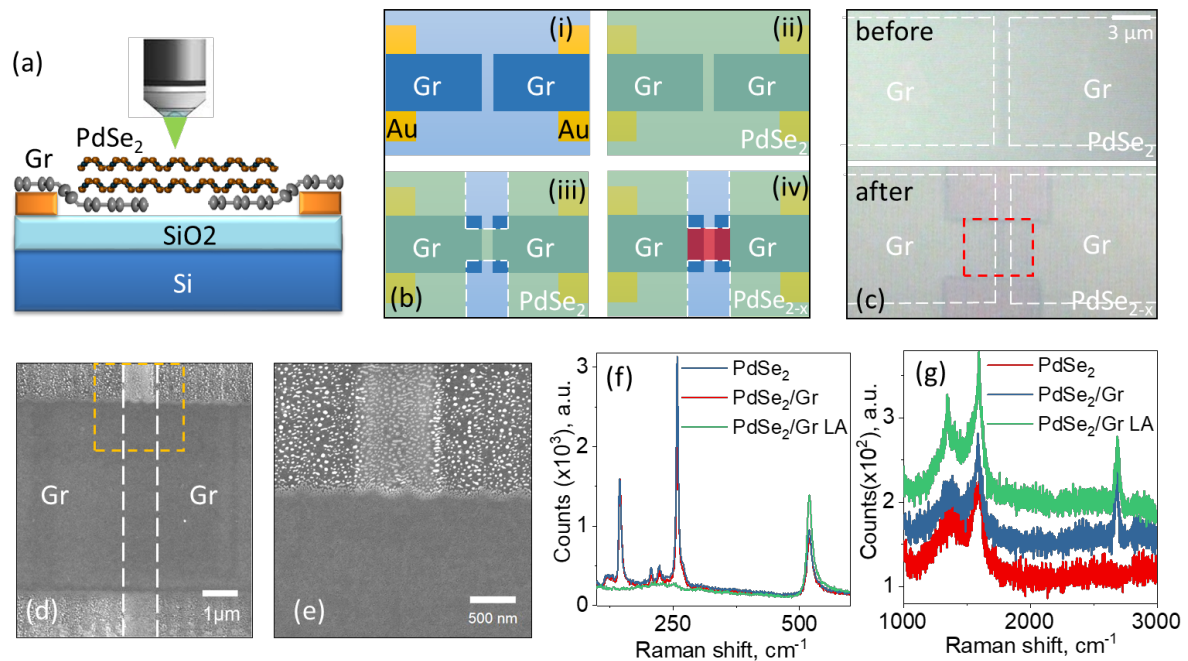 (a)
PdSe2
Gr
SiO2
Si
(i)
Gr
Gr
Au
Au
(ii)
Gr
Gr
PdSe2
(iii)
Gr
Gr
(b)
PdSe2
(iv)
Gr
Gr
PdSe2-x
before
3 µm
Gr
Gr
PdSe2
after
Gr
Gr
(c)
PdSe2-x
Gr
Gr
(d)
1µm
(e)
500 nm
(f)
PdSe2
PdSe2/Gr
PdSe2/Gr LA
Counts (x10³), a.u.
3
2
1
0
250
500
Raman shift, cm⁻¹
(g)
PdSe2
PdSe2/Gr
PdSe2/Gr LA
Counts(x10²), a.u.
3
2
1
1000
2000
3000
Raman shift, cm⁻¹